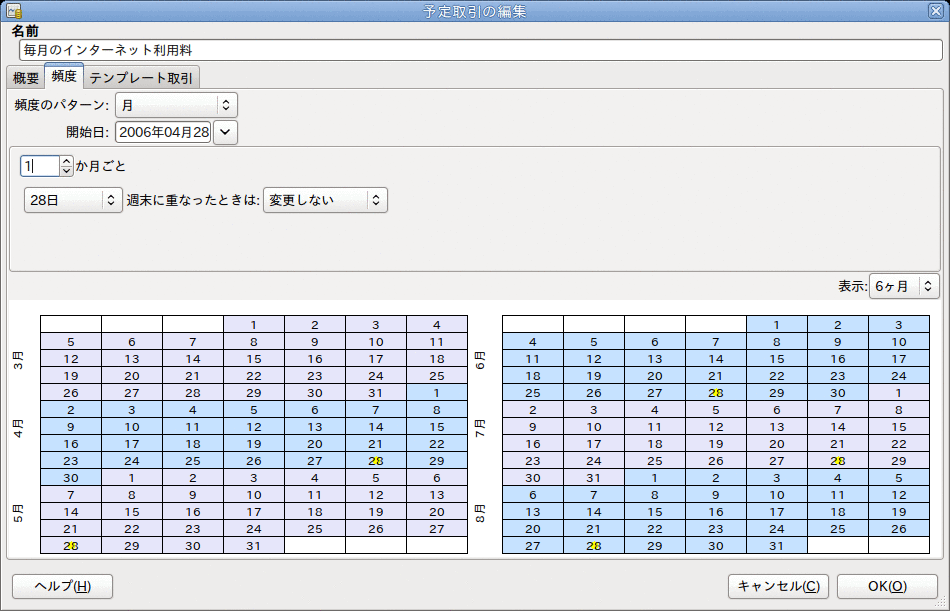 予定取引の編集
名前
毎月のインターネット利用料
概要 頻度 テンプレート取引
頻度のパターン: 月
開始日: 2006年04月28
1 か月ごと
28日 週末に重なったときは: 変更しない
表示: 6ヶ月
3月
1 2 3 4
5 6 7 8 9 10 11
12 13 14 15 16 17 18
19 20 21 22 23 24 25
26 27 28 29 30 31 1
4月
2 3 4 5 6 7 8
9 10 11 12 13 14 15
16 17 18 19 20 21 22
23 24 25 26 27 28 29
30 1 2 3 4 5 6
5月
7 8 9 10 11 12 13
14 15 16 17 18 19 20
21 22 23 24 25 26 27
28 29 30 31
6月
1 2 3
4 5 6 7 8 9 10
11 12 13 14 15 16 17
18 19 20 21 22 23 24
25 26 27 28 29 30 1
7月
2 3 4 5 6 7 8
9 10 11 12 13 14 15
16 17 18 19 20 21 22
23 24 25 26 27 28 29
30 31 1 2 3 4 5
8月
6 7 8 9 10 11 12
13 14 15 16 17 18 19
20 21 22 23 24 25 26
27 28 29 30 31
ヘルプ(H) キャンセル(C) OK(O)